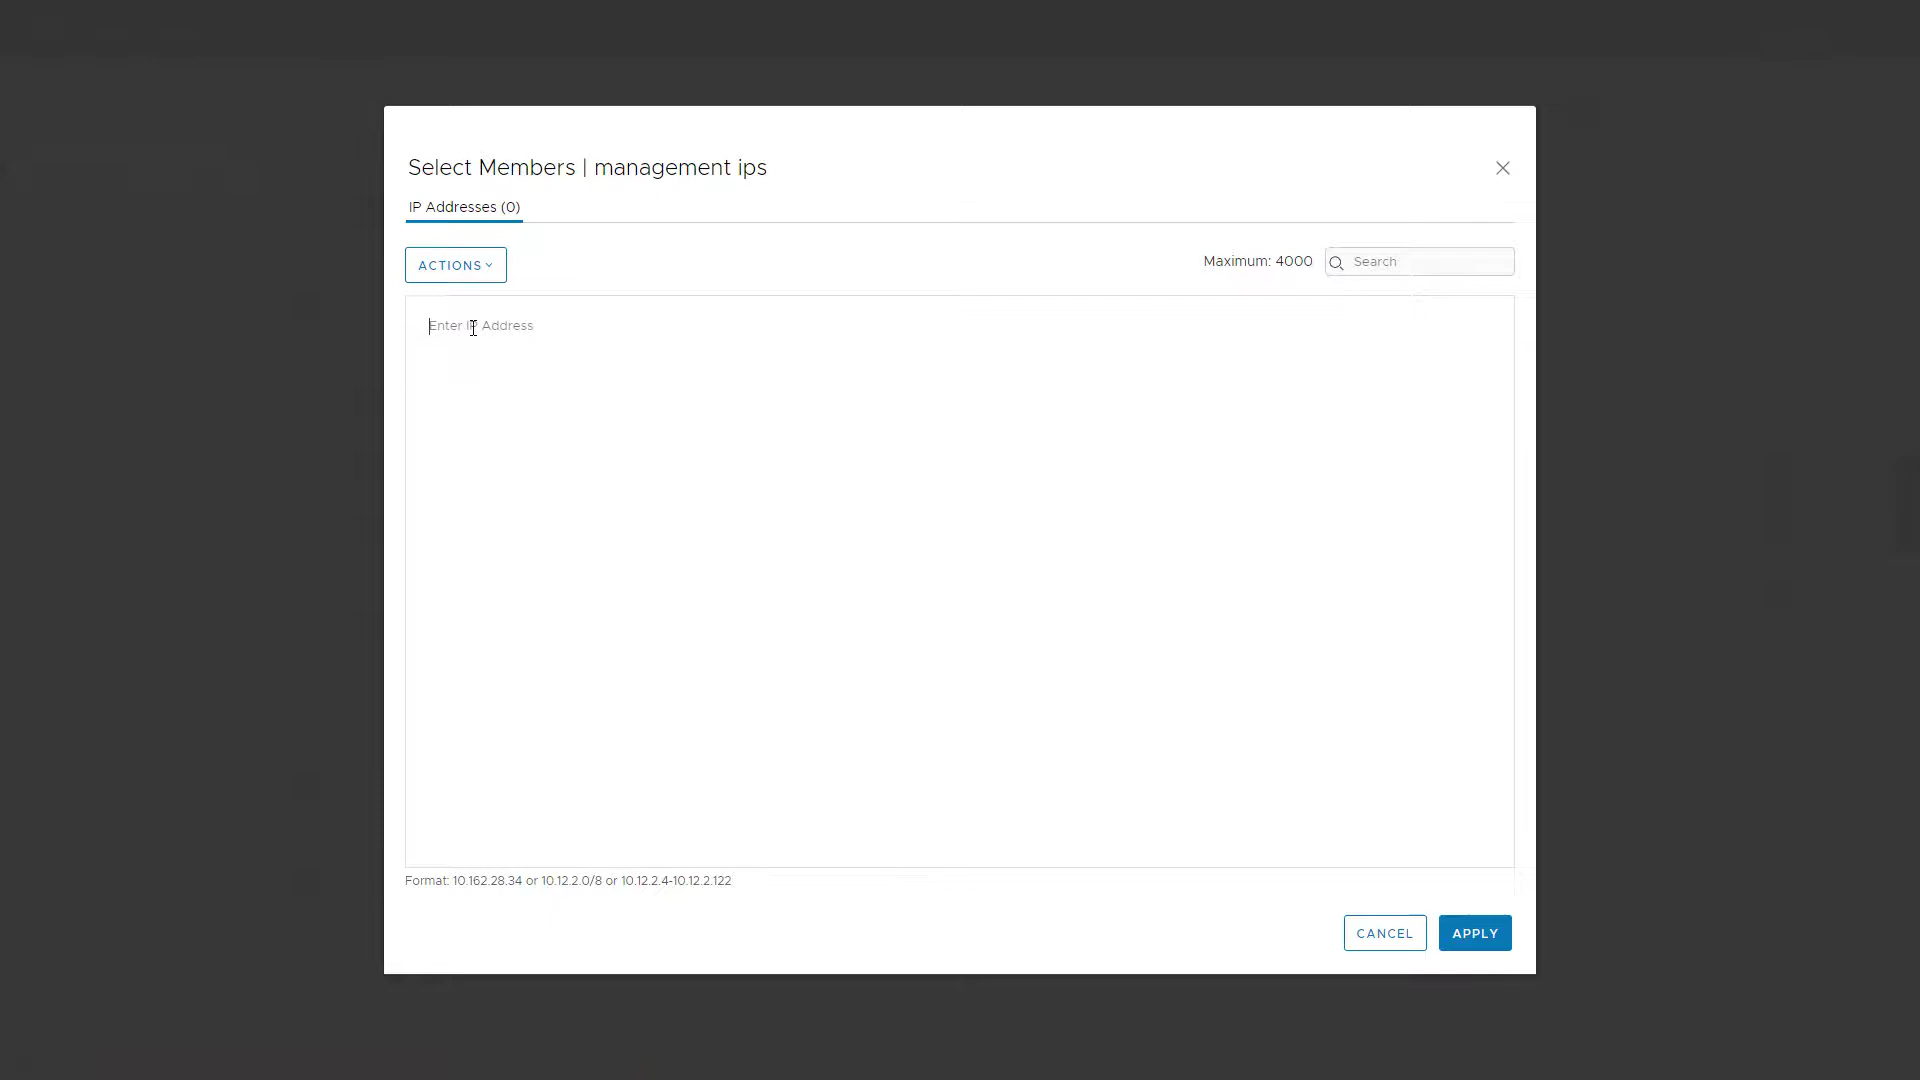 Select Members | management ips
IP Addresses (0)
ACTIONS
Maximum: 4000
Search
Enter IP Address
Format: 10.162.28.34 or 10.12.2.0/8 or 10.12.2.4-10.12.2.122
CANCEL
APPLY